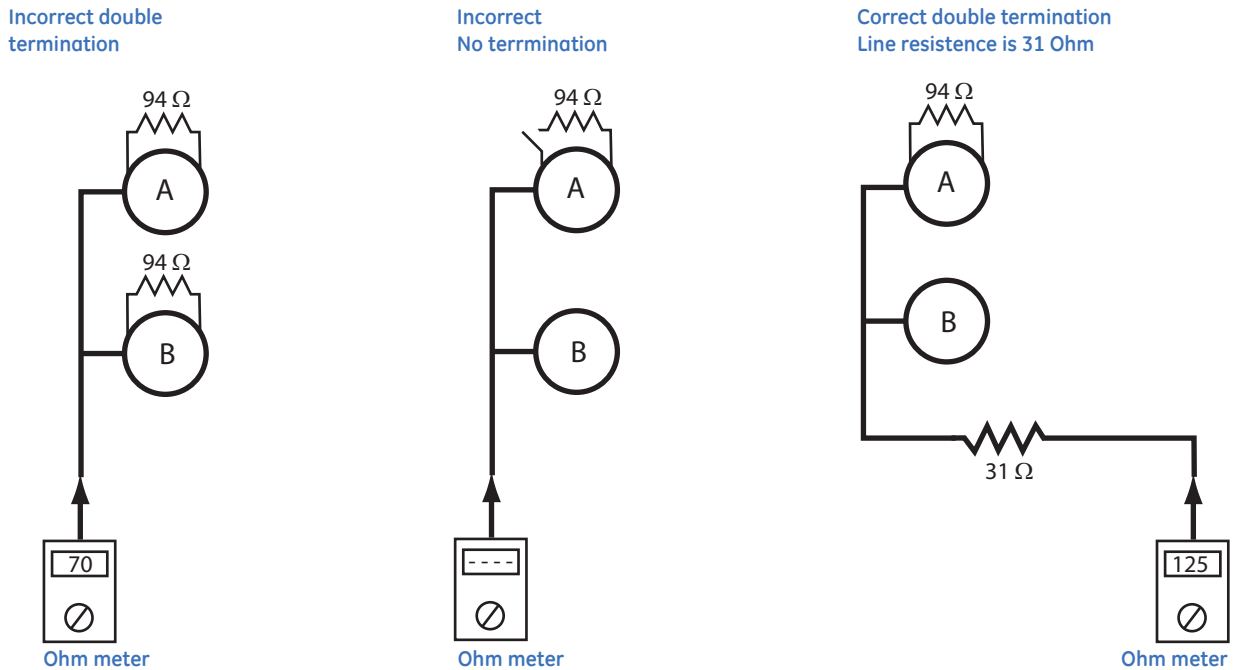 Incorrect double
termination
94 Ω
A
94 Ω
B
70
Ohm meter
Incorrect
No terrmination
94 Ω
A
B
- - - -
Ohm meter
Correct double termination
Line resistence is 31 Ohm
94 Ω
A
B
31 Ω
125
Ohm meter